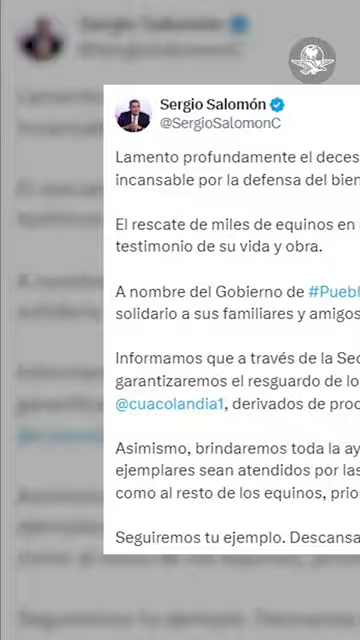 Sergio Salomón
@SergioSalomonC
Lamento profundamente el deces
incansable por la defensa del bien
El rescate de miles de equinos en
testimonio de su vida y obra.
A nombre del Gobierno de #Puebl
solidario a sus familiares y amigos
Informamos que a través de la Sec
garantizaremos el resguardo de lo
@cuacolandia1, derivados de proc
Asimismo, brindaremos toda la ay
ejemplares sean atendidos por las
como al resto de los equinos, prio
Seguiremos tu ejemplo. Descansa